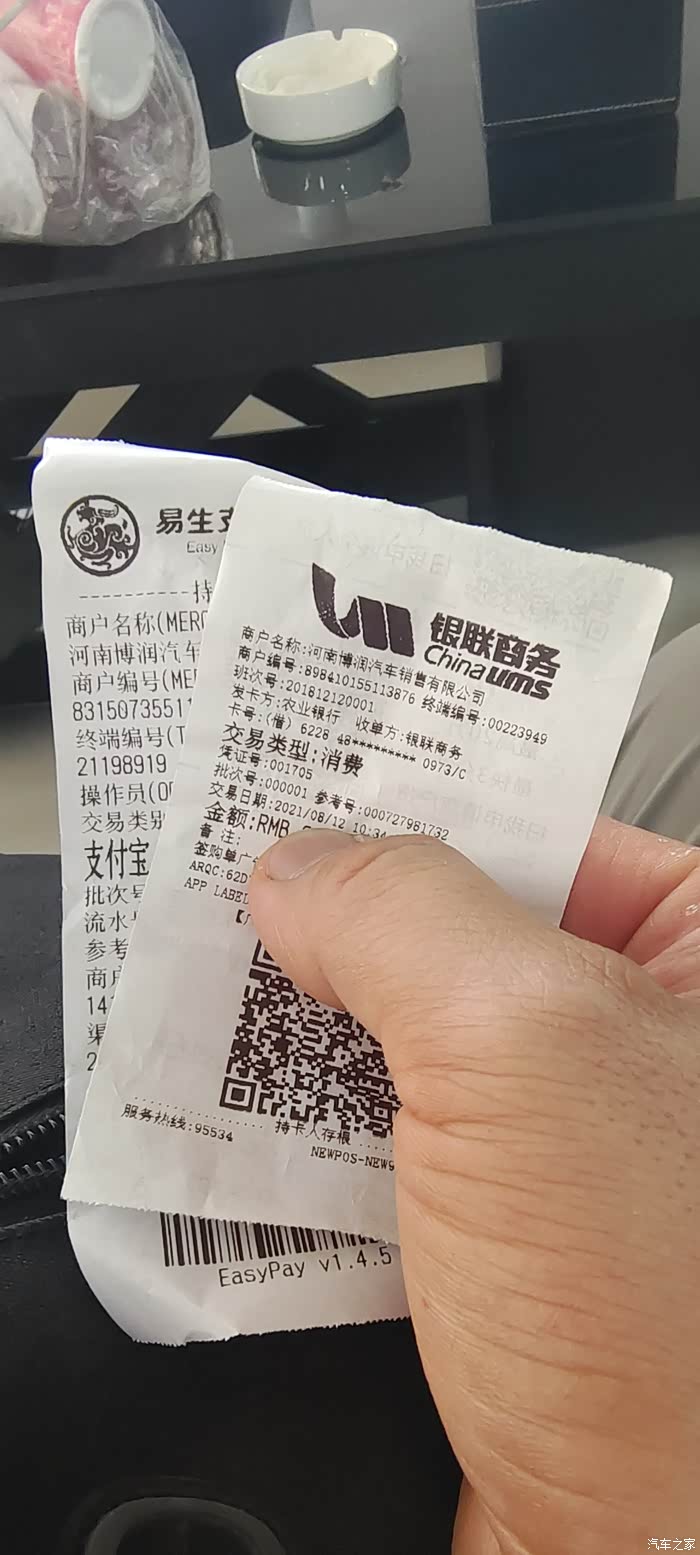 易生支
Easy
持
商户名称(MERC
河南博润汽车
商户编号(ME
83150735511
终端编号(T
21198919
操作员(OP
交易类别
支付宝
批次号
流水
参考
商户
14
渠
2
EasyPay v1.4.5
银联商务
Chinaums
商户名称:河南博润汽车销售有限公司
商户编号:898410155113876 终端编号:00223949
班次号:201812120001
发卡方:农业银行 收单方:银联商务
卡号:(借) 6228 48********* 0973/C
交易类型:消费
凭证号:001705
批次号:000001 参考号:000727981732
交易日期:2021/08/12 10:34
金额:RMB
备 注:
签购单广
ARQC:62D
APP LABEL
持卡人存根
服务热线:95534
NEWPOS-NEW9
汽车之家